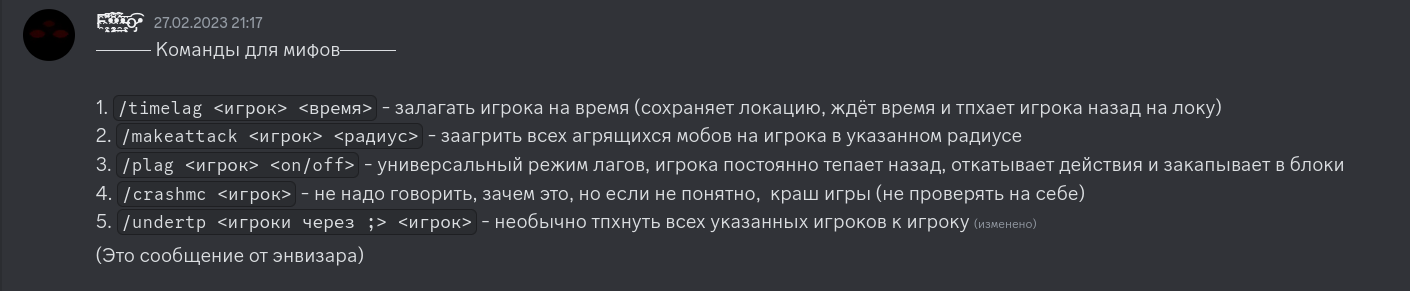 27.02.2023 21:17
——— Команды для мифов———
1. /timelag <игрок> <время> - залагать игрока на время (сохраняет локацию, ждёт время и тпхает игрока назад на локу)
2. /makeattack <игрок> <радиус> - заагрить всех агрящихся мобов на игрока в указанном радиусе
3. /plag <игрок> <on/off> - универсальный режим лагов, игрока постоянно тепает назад, откатывает действия и закапывает в блоки
4. /crashmc <игрок> - не надо говорить, зачем это, но если не понятно,  краш игры (не проверять на себе)
5. /undertp <игроки через ;> <игрок> - необычно тпхнуть всех указанных игроков к игроку (изменено)
(Это сообщение от энвизара)